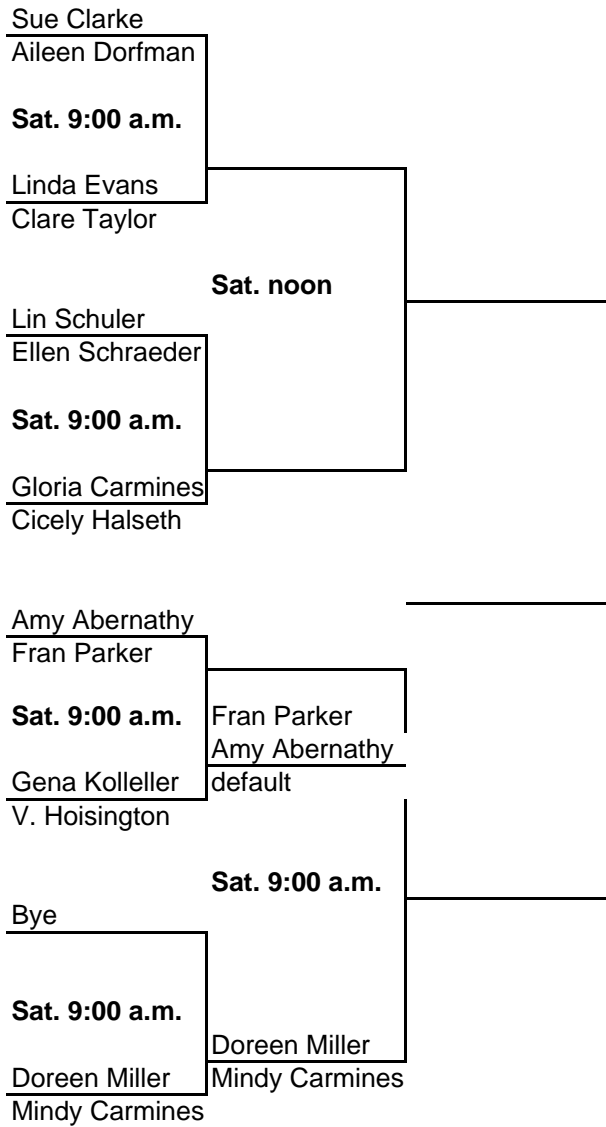 Sue Clarke
Aileen Dorfman
Sat. 9:00 a.m.
Linda Evans
Clare Taylor
Sat. noon
Lin Schuler
Ellen Schraeder
Sat. 9:00 a.m.
Gloria Carmines
Cicely Halseth
Amy Abernathy
Fran Parker
Sat. 9:00 a.m.
Fran Parker
Amy Abernathy
Gena Kolleller
default
V. Hoisington
Sat. 9:00 a.m.
Bye
Sat. 9:00 a.m.
Doreen Miller
Doreen Miller
Mindy Carmines
Mindy Carmines